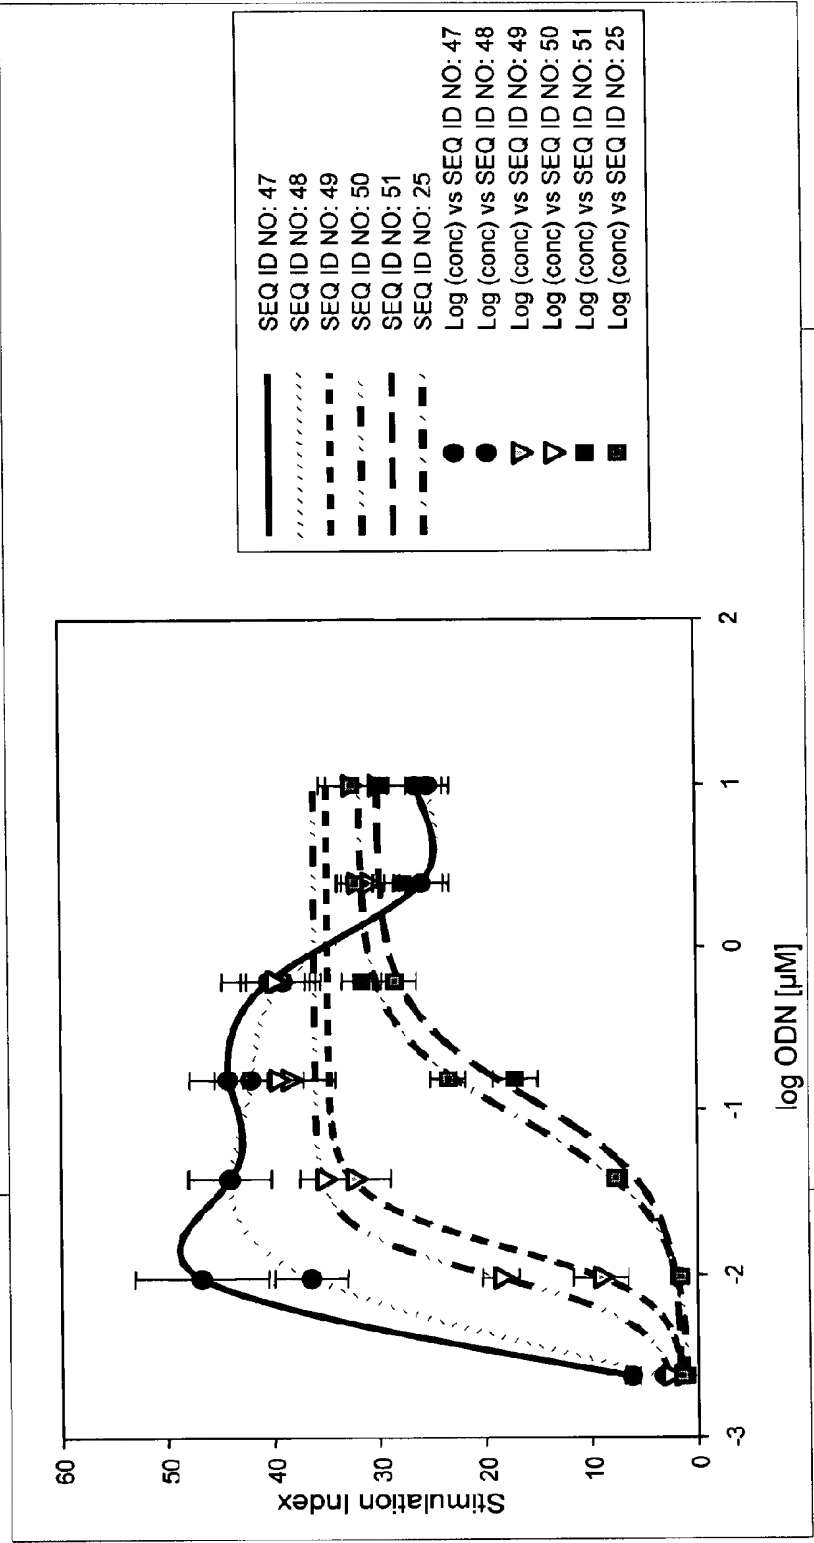 60
50
40
30
20
10
0
Stimulation Index
-3
-2
-1
0
1
2
log ODN [µM]
SEQ ID NO: 47
SEQ ID NO: 48
SEQ ID NO: 49
SEQ ID NO: 50
SEQ ID NO: 51
SEQ ID NO: 25
Log (conc) vs SEQ ID NO: 47
Log (conc) vs SEQ ID NO: 48
Log (conc) vs SEQ ID NO: 49
Log (conc) vs SEQ ID NO: 50
Log (conc) vs SEQ ID NO: 51
Log (conc) vs SEQ ID NO: 25